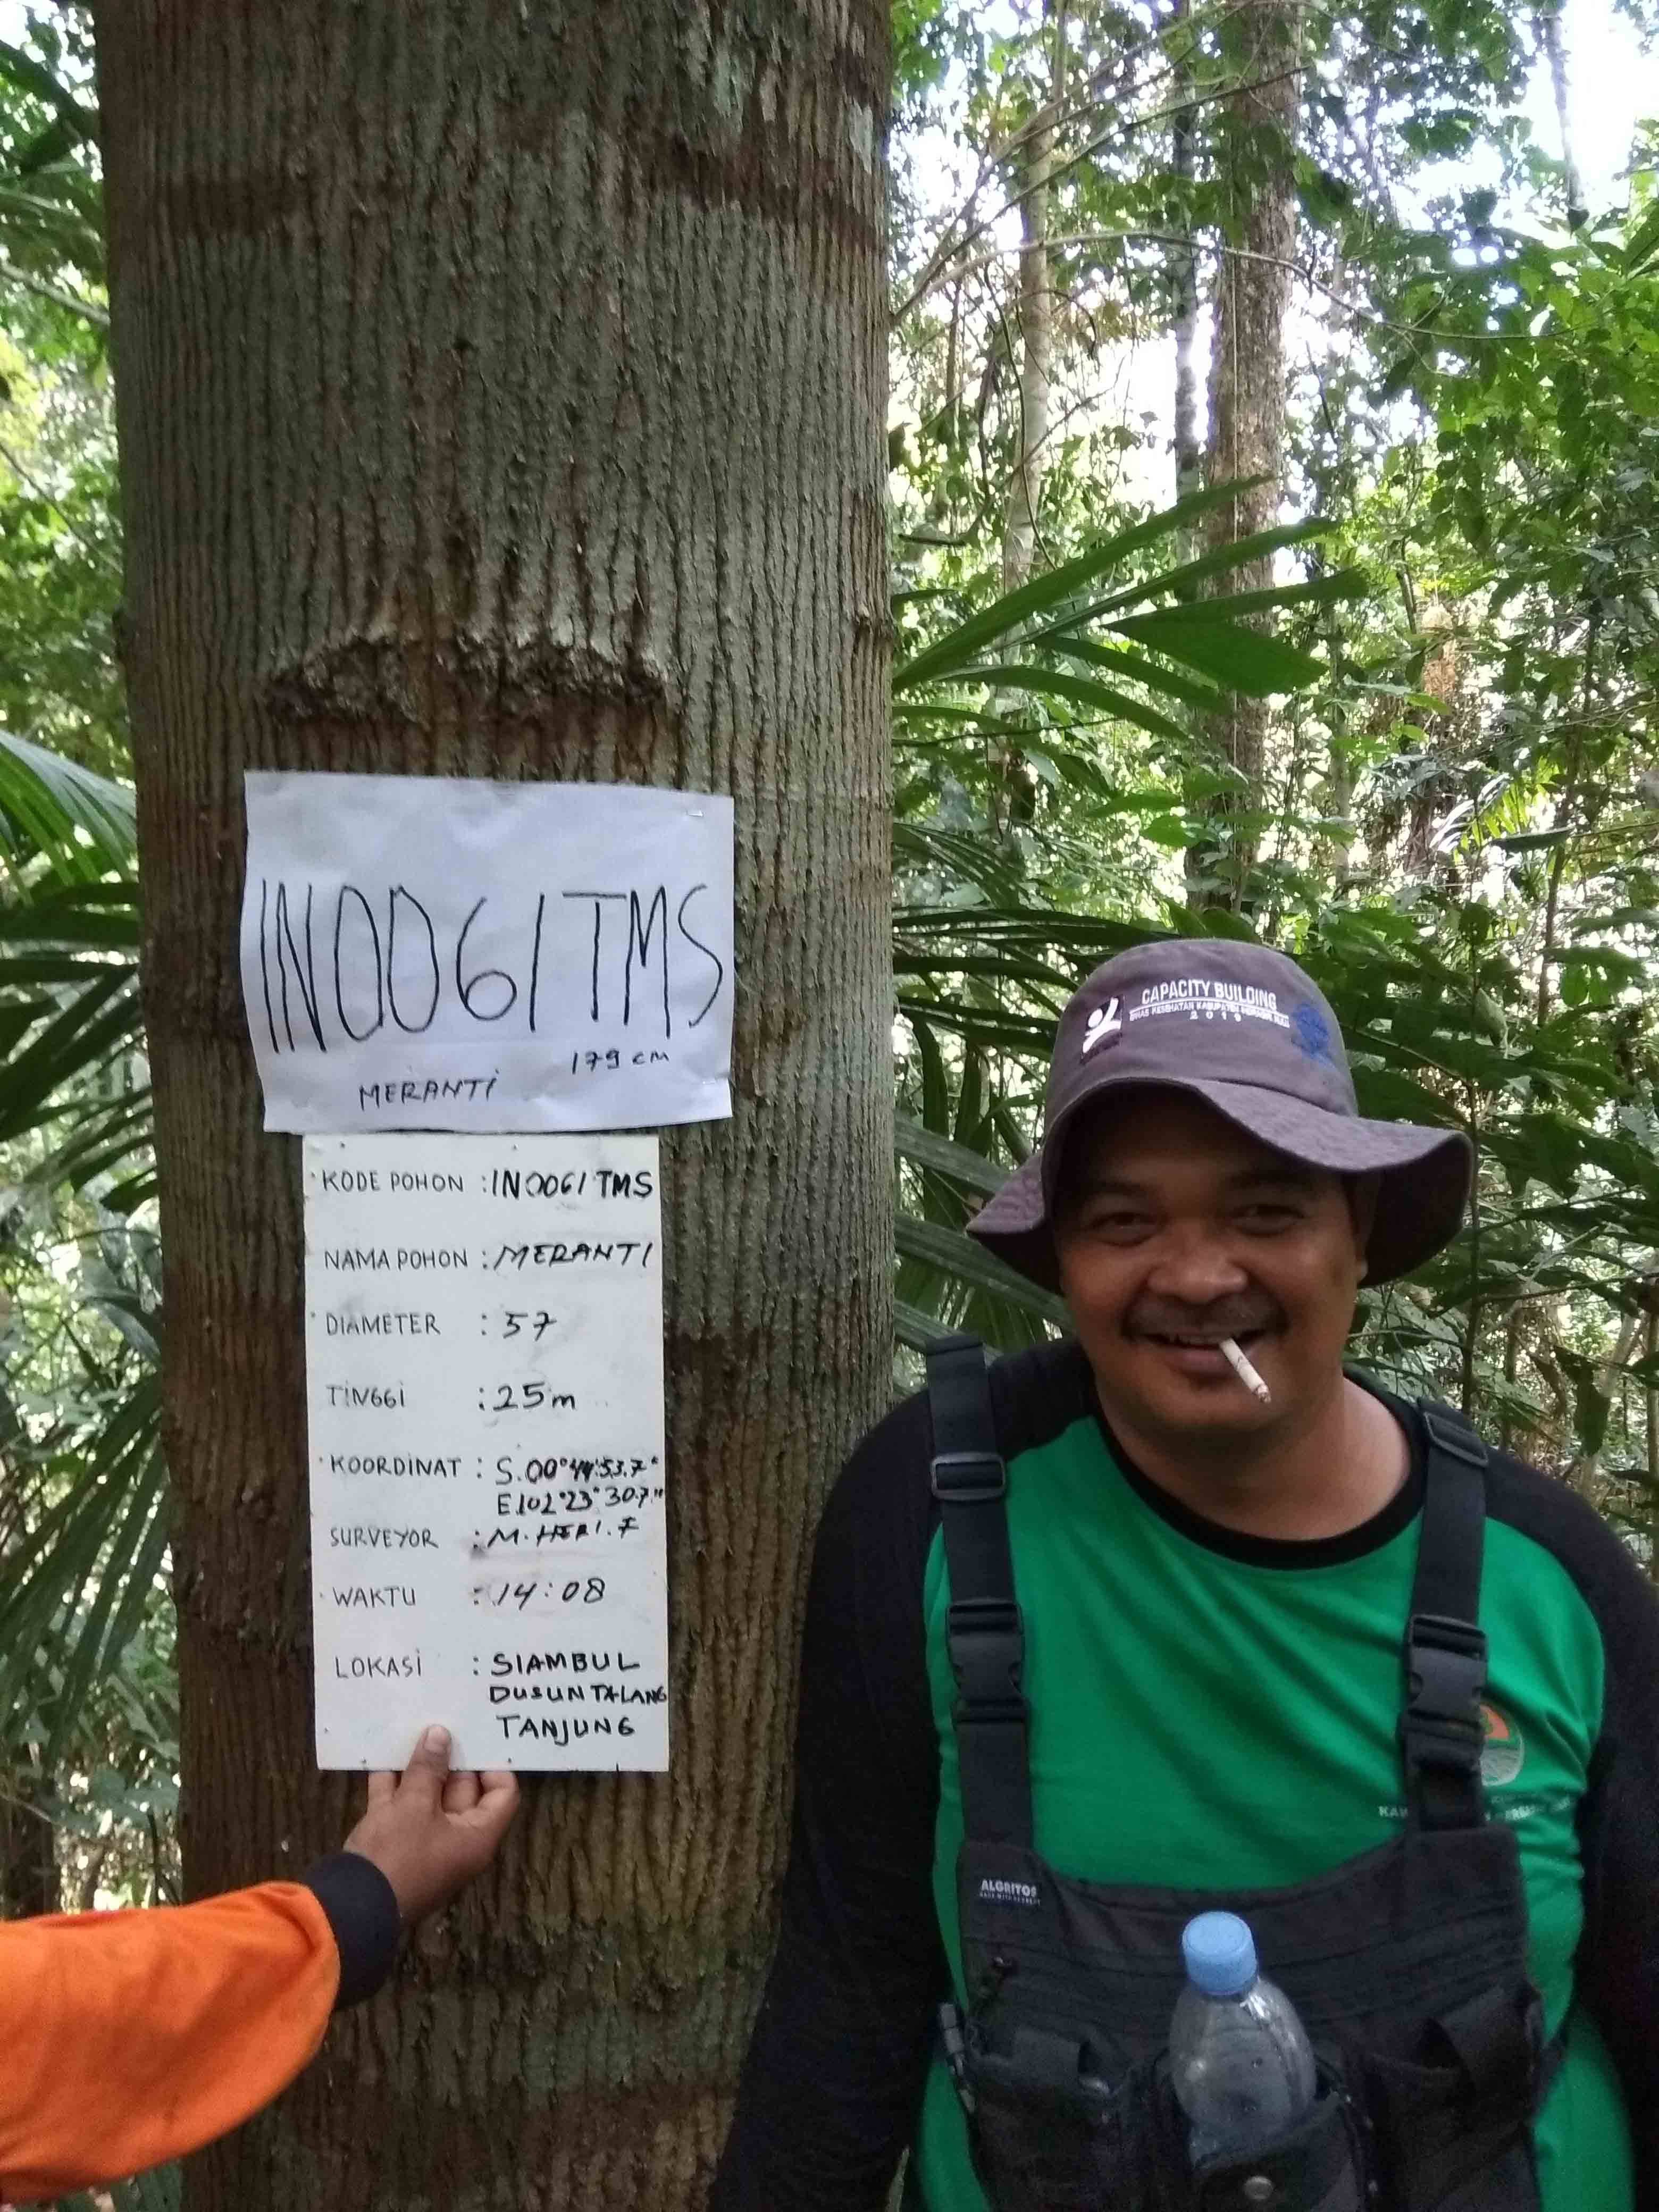 IN0061TMS
179 CM
MERANTi
KODE POHON : IN0061 TMS
NAMA POHON : MERANTI
DIAMETER : 57
TiNGGi : 25m
KOORDiNAT : S.00°44'53.7"
E102°23'30.7"
SURVEYOR : M. HERI. F
WAKTU : 14:08
LOKASi : SIAMBUL
DUSUN TALANG
TANJUNG
CAPACITY BUILDING
DINAS KESEHATAN KABUPATEN
2019
ALGRITOS